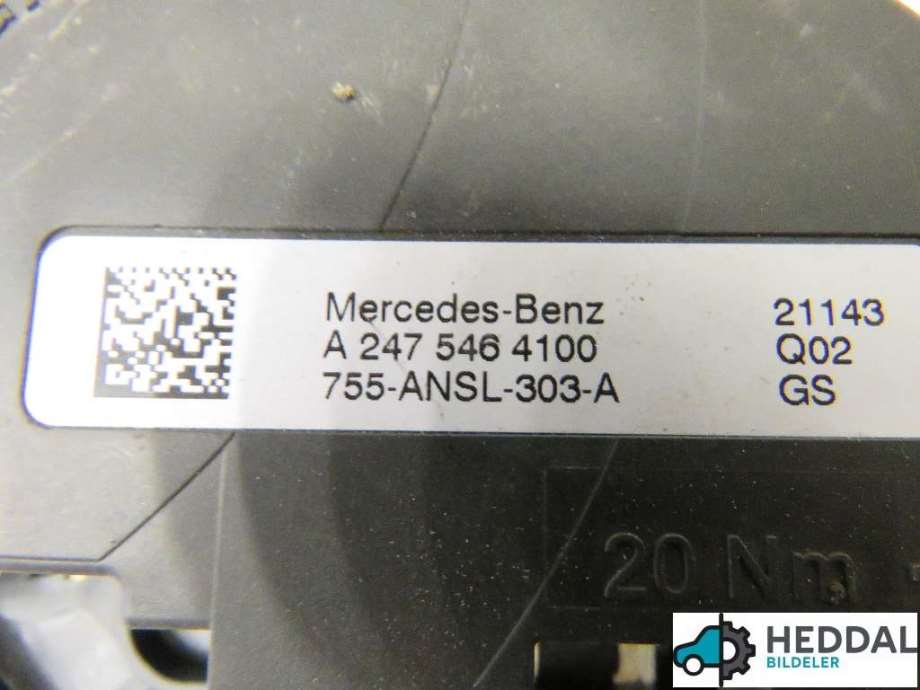 Mercedes-Benz 21143
A 247 546 4100 Q02
755-ANSL-303-A GS
20 Nm
HEDDAL
BILDELER